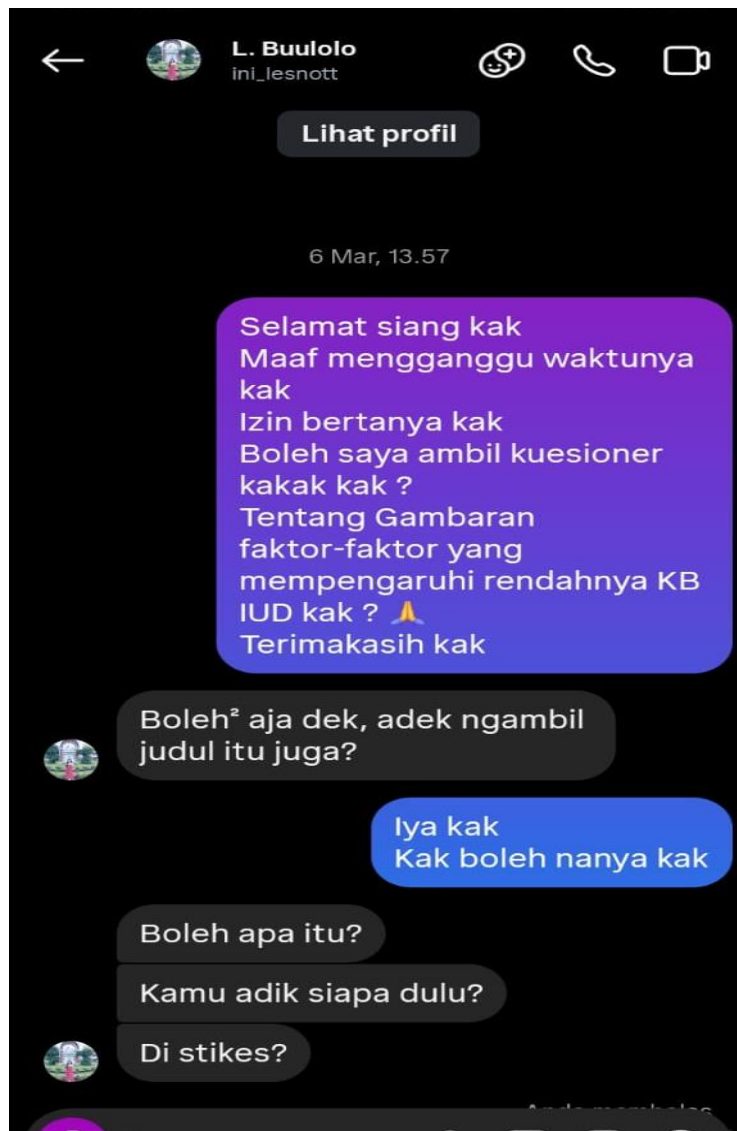 L. Buulolo
ini_lesnott
Lihat profil
6 Mar, 13.57
Selamat siang kak
Maaf mengganggu waktunya
kak
Izin bertanya kak
Boleh saya ambil kuesioner
kakak kak ?
Tentang Gambaran
faktor-faktor yang
mempengaruhi rendahnya KB
IUD kak ? 🙏
Terimakasih kak
Boleh² aja dek, adek ngambil
judul itu juga?
Iya kak
Kak boleh nanya kak
Boleh apa itu?
Kamu adik siapa dulu?
Di stikes?